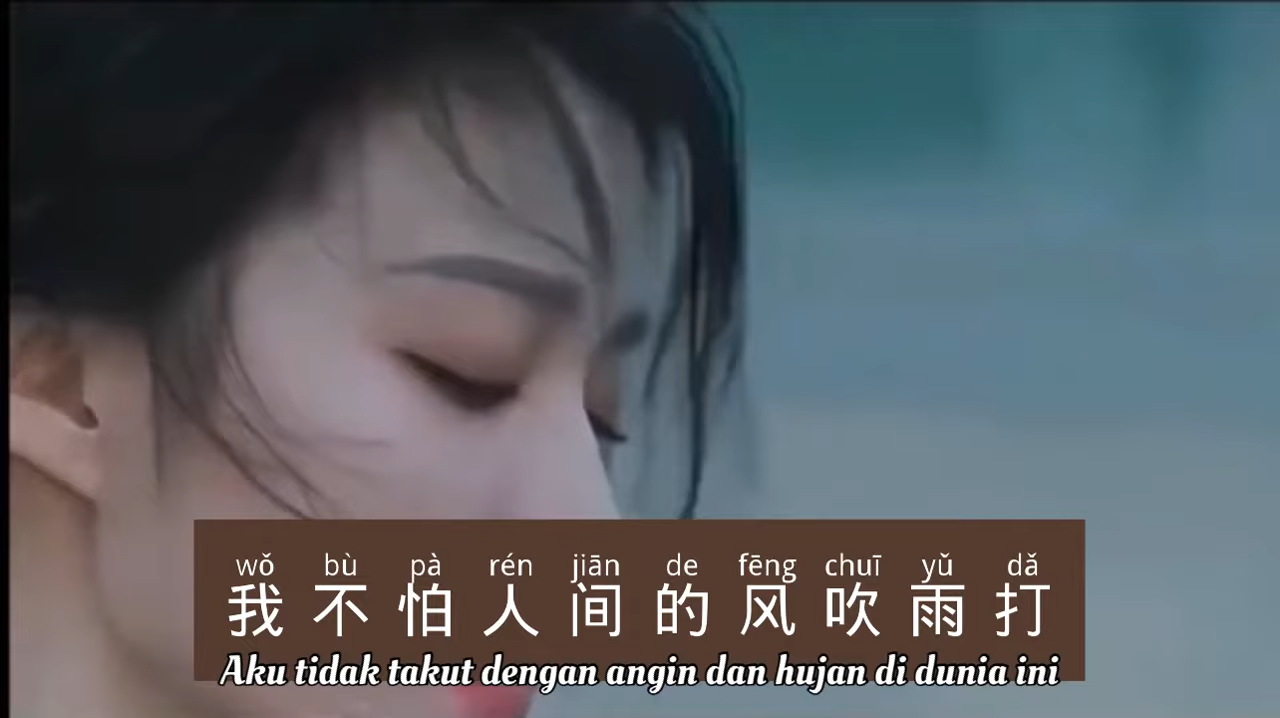 wǒ bù pà rén jiān de fēng chuī yǔ dǎ
我不怕人间的风吹雨打
Aku tidak takut dengan angin dan hujan di dunia ini